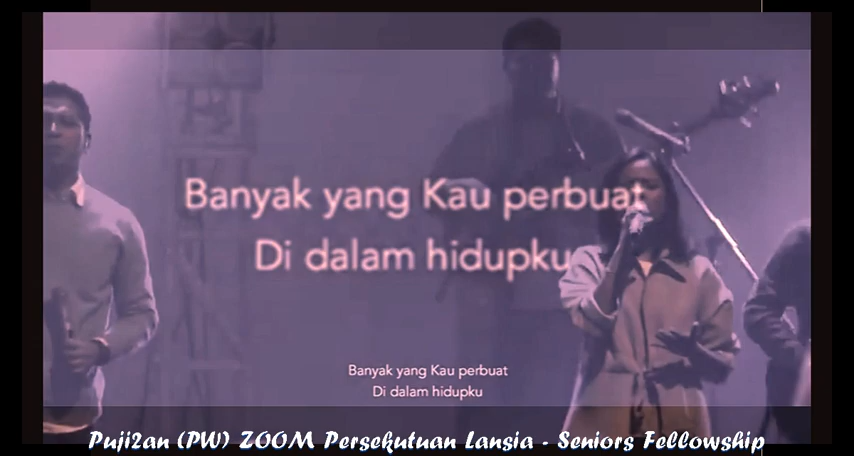 Banyak yang Kau perbuat
Di dalam hidupku
Banyak yang Kau perbuat
Di dalam hidupku
Puji2an (PW) ZOOM Persekutuan Lansia - Seniors Fellowship